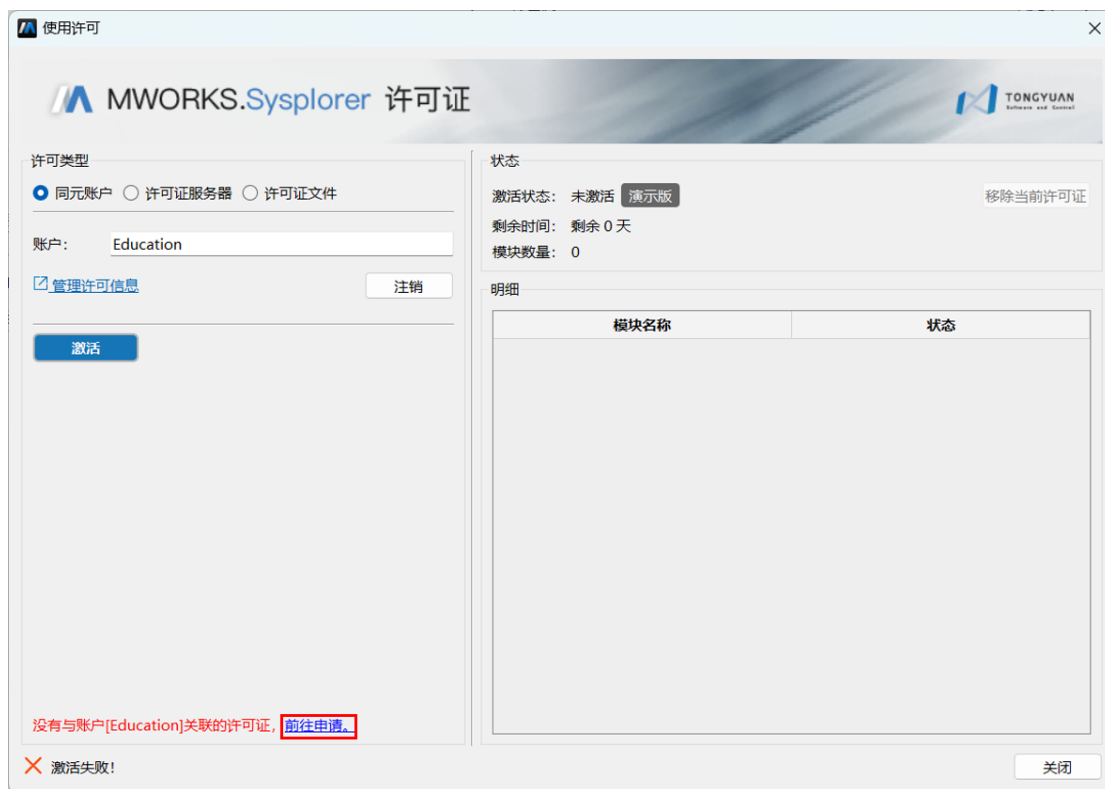 使用许可
MWORKS.Sysplorer 许可证
TONGYUAN
Software and Control
许可类型
同元账户 许可证服务器 许可证文件
账户： Education
管理许可信息
注销
激活
没有与账户[Education]关联的许可证，前往申请。
激活失败！
状态
激活状态： 未激活 演示版
移除当前许可证
剩余时间： 剩余 0 天
模块数量： 0
明细
模块名称 状态
关闭